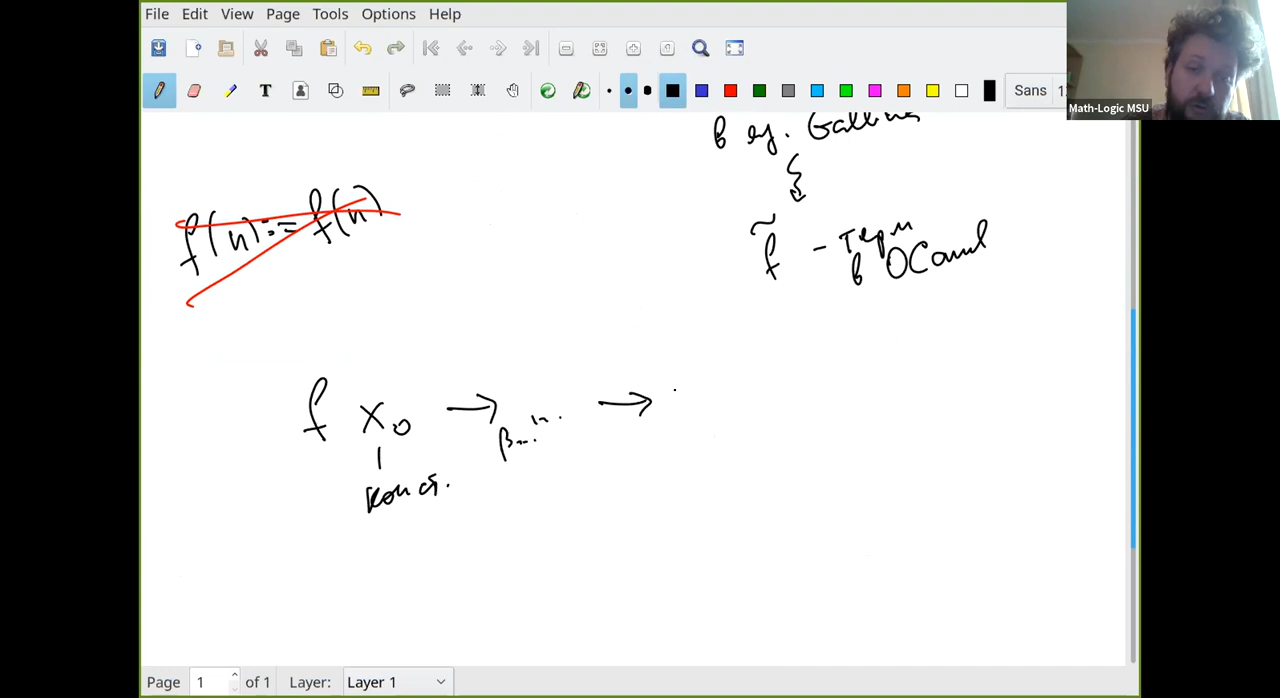 File Edit View Page Tools Options Help
Sans 1
Math-Logic MSU
Gallina
f(n) := f(n)
f̃ - терм
в OCaml
f x₀ → β →
конст.
Page 1 of 1 Layer: Layer 1